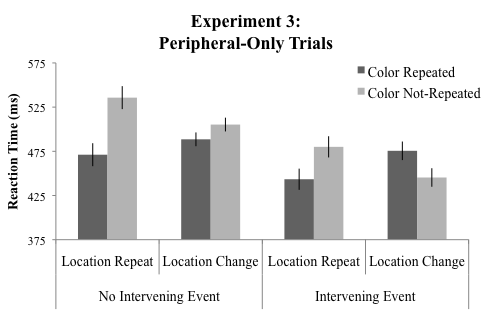 Experiment 3:
Peripheral-Only Trials
Reaction Time (ms)
575
525
475
425
375
Color Repeated
Color Not-Repeated
Location Repeat
Location Change
Location Repeat
Location Change
No Intervening Event
Intervening Event